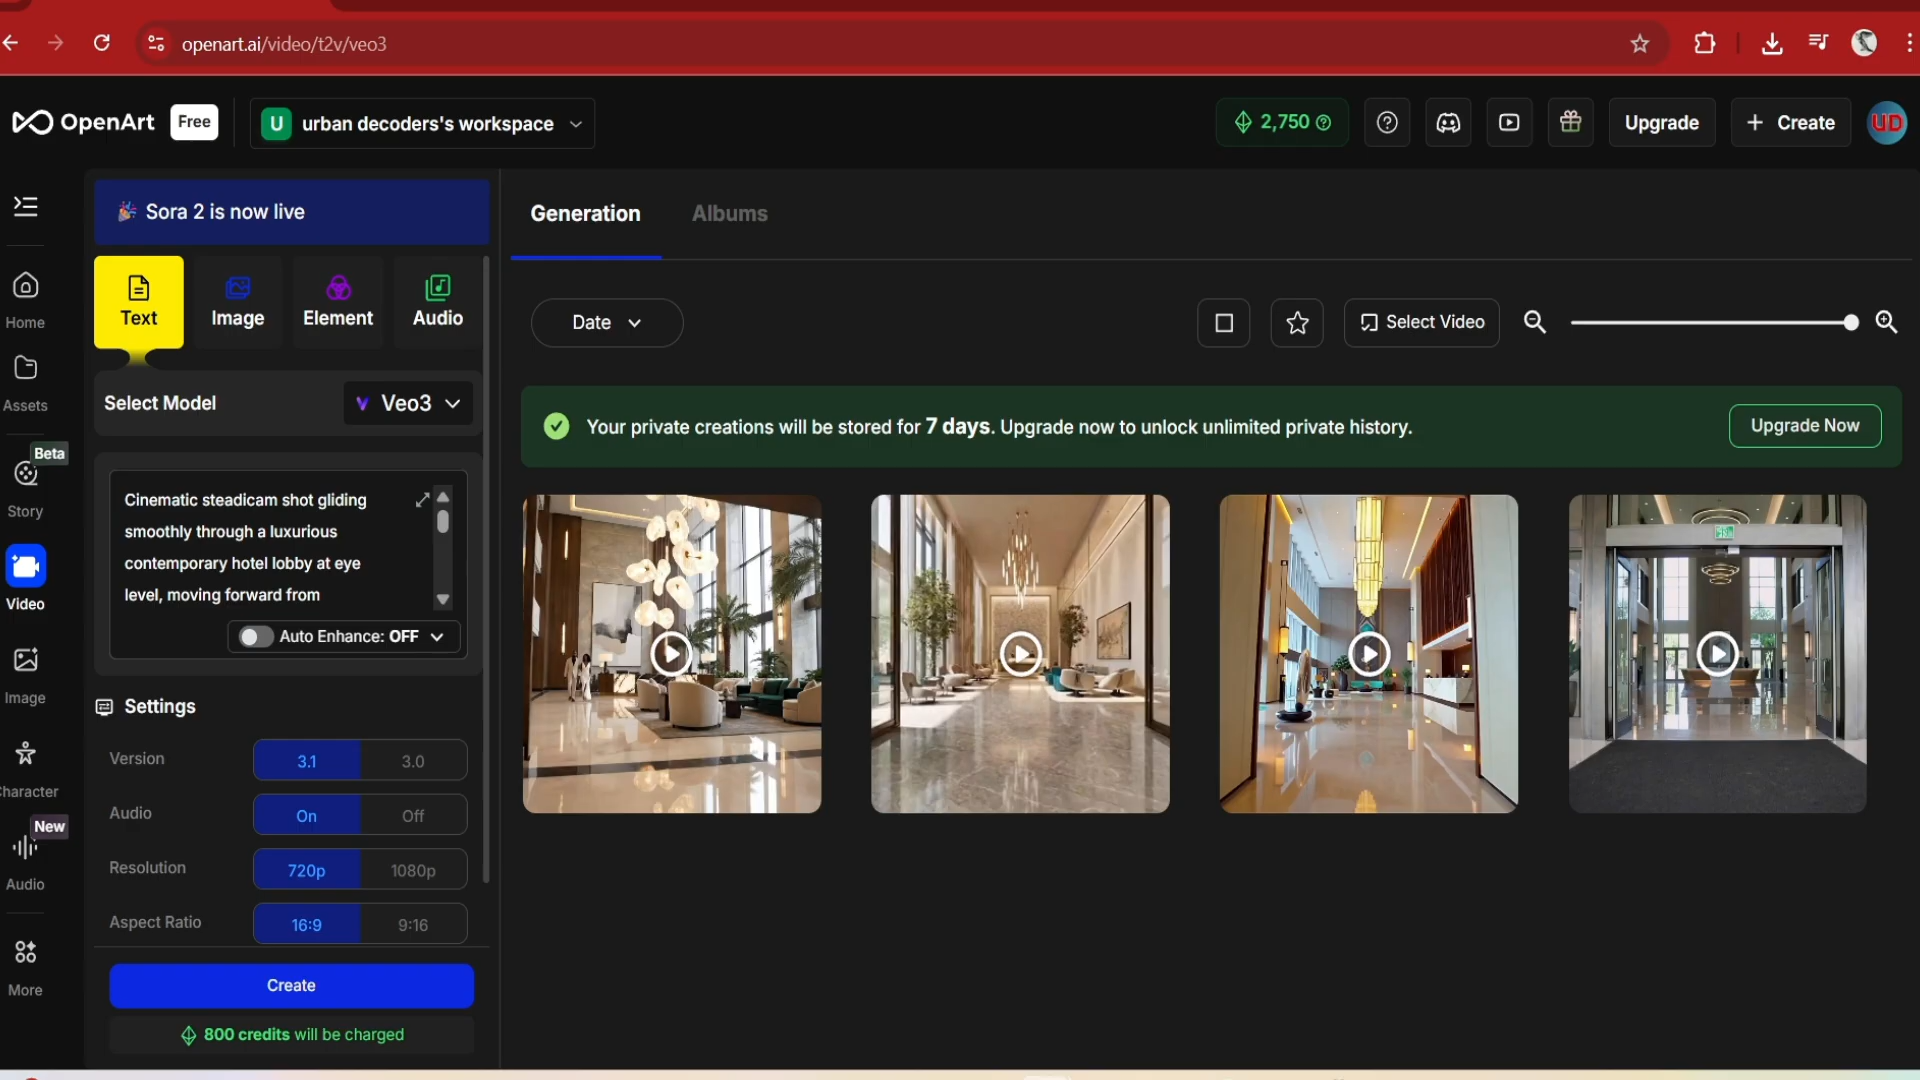 openart.ai/video/t2v/veo3
OpenArt
Free
U
urban decoders's workspace
2,750
Upgrade
+ Create
UD
Home
Assets
Beta
Story
Video
Image
Character
New
Audio
More
Sora 2 is now live
Text
Image
Element
Audio
Select Model
Veo3
Cinematic steadicam shot gliding
smoothly through a luxurious
contemporary hotel lobby at eye
level, moving forward from
Auto Enhance: OFF
Settings
Version
3.1
3.0
Audio
On
Off
Resolution
720p
1080p
Aspect Ratio
16:9
9:16
Create
800 credits will be charged
Generation
Albums
Date
Select Video
Your private creations will be stored for 7 days. Upgrade now to unlock unlimited private history.
Upgrade Now